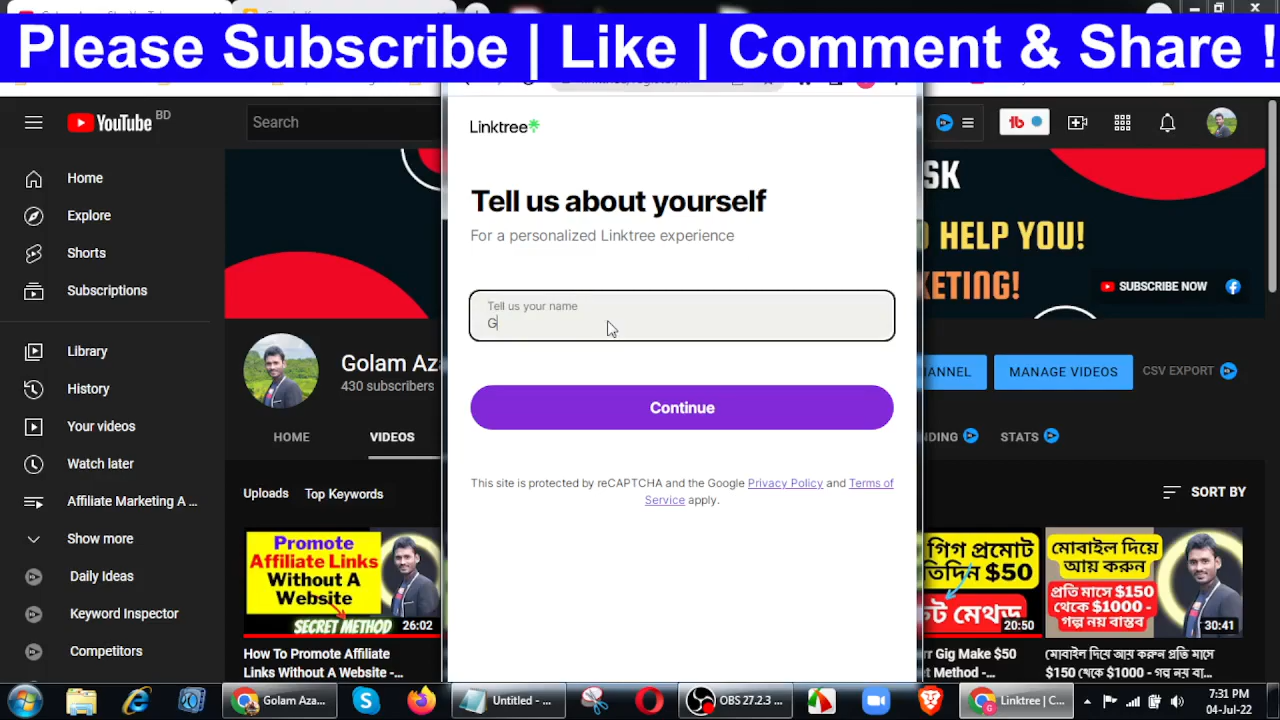 Please Subscribe | Like | Comment & Share !
YouTube BD
Search
Home
Explore
Shorts
Subscriptions
Library
History
Your videos
Watch later
Affiliate Marketing A ...
Show more
Daily Ideas
Keyword Inspector
Competitors
Golam Aza
430 subscribers
HOME
VIDEOS
Uploads
Top Keywords
Promote
Affiliate Links
Without A
Website
SECRET METHOD
26:02
How To Promote Affiliate
Links Without A Website -...
Linktree
Tell us about yourself
For a personalized Linktree experience
Tell us your name
G
Continue
This site is protected by reCAPTCHA and the Google Privacy Policy and Terms of
Service apply.
SK
HELP YOU!
SUBSCRIBE NOW
MANAGE VIDEOS
CSV EXPORT
STATS
SORT BY
গিগ প্রমোট
$50
20:50
Gig Make $50
Method -
মোবাইল দিয়ে
আয় করুন
প্রতি মাসে $150
থেকে $1000 -
গল্প নয় বাস্তব
30:41
মোবাইল দিয়ে আয় করুন প্রতি মাসে
$150 থেকে $1000 - গল্প নয় বাস্তব
Golam Aza...
Untitled - ...
OBS 27.2.3 ...
Linktree | C...
7:31 PM
04-Jul-22